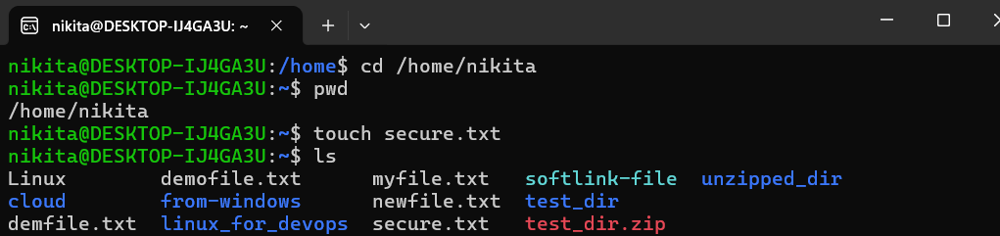 nikita@DESKTOP-IJ4GA3U: ~
nikita@DESKTOP-IJ4GA3U:/home$ cd /home/nikita
nikita@DESKTOP-IJ4GA3U:~$ pwd
/home/nikita
nikita@DESKTOP-IJ4GA3U:~$ touch secure.txt
nikita@DESKTOP-IJ4GA3U:~$ ls
Linux demofile.txt myfile.txt softlink-file unzipped_dir
cloud from-windows newfile.txt test_dir
demfile.txt linux_for_devops secure.txt test_dir.zip